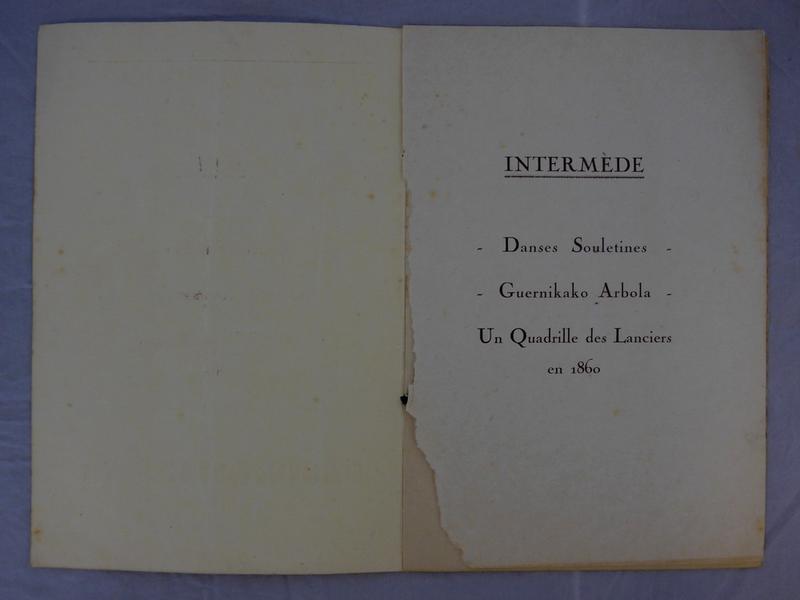 INTERMÈDE
- Danses Souletines -
- Guernikako Arbola -
Un Quadrille des Lanciers
en 1860